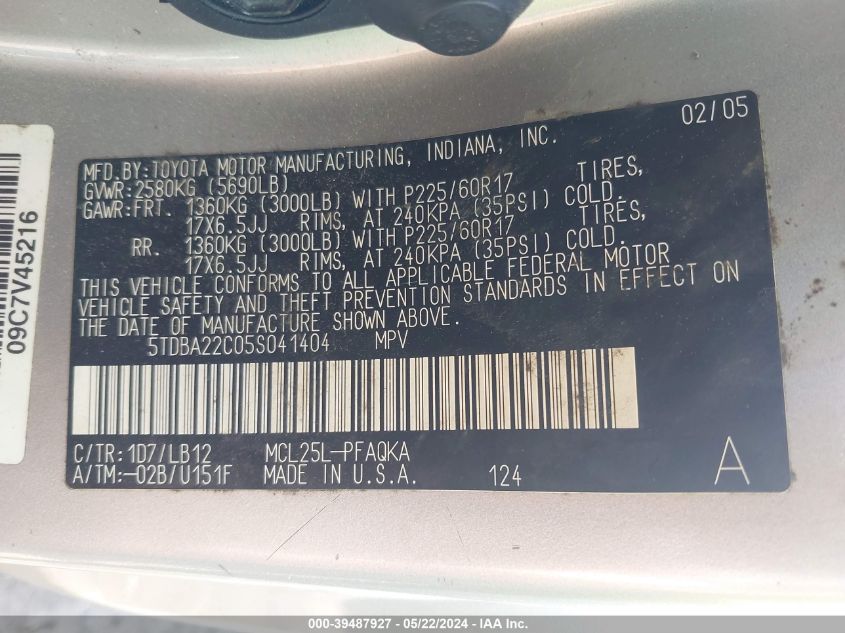 02/05
MFD.BY:TOYOTA MOTOR MANUFACTURING, INDIANA, INC.
GVWR:2580KG (5690LB)
GAWR:FRT. 1360KG (3000LB) WITH P225/60R17 TIRES,
17X6.5JJ RIMS, AT 240KPA (35PSI) COLD.
RR. 1360KG (3000LB) WITH P225/60R17 TIRES,
17X6.5JJ RIMS, AT 240KPA (35PSI) COLD.
THIS VEHICLE CONFORMS TO ALL APPLICABLE FEDERAL MOTOR
VEHICLE SAFETY AND THEFT PREVENTION STANDARDS IN EFFECT ON
THE DATE OF MANUFACTURE SHOWN ABOVE.
5TDBA22C05S041404 MPV
C/TR:1D7/LB12 MCL25L-PFAQKA
A/TM:-02B/U151F MADE IN U.S.A. 124 A
09C7V45216
000-39487927 - 05/22/2024 - IAAI.com